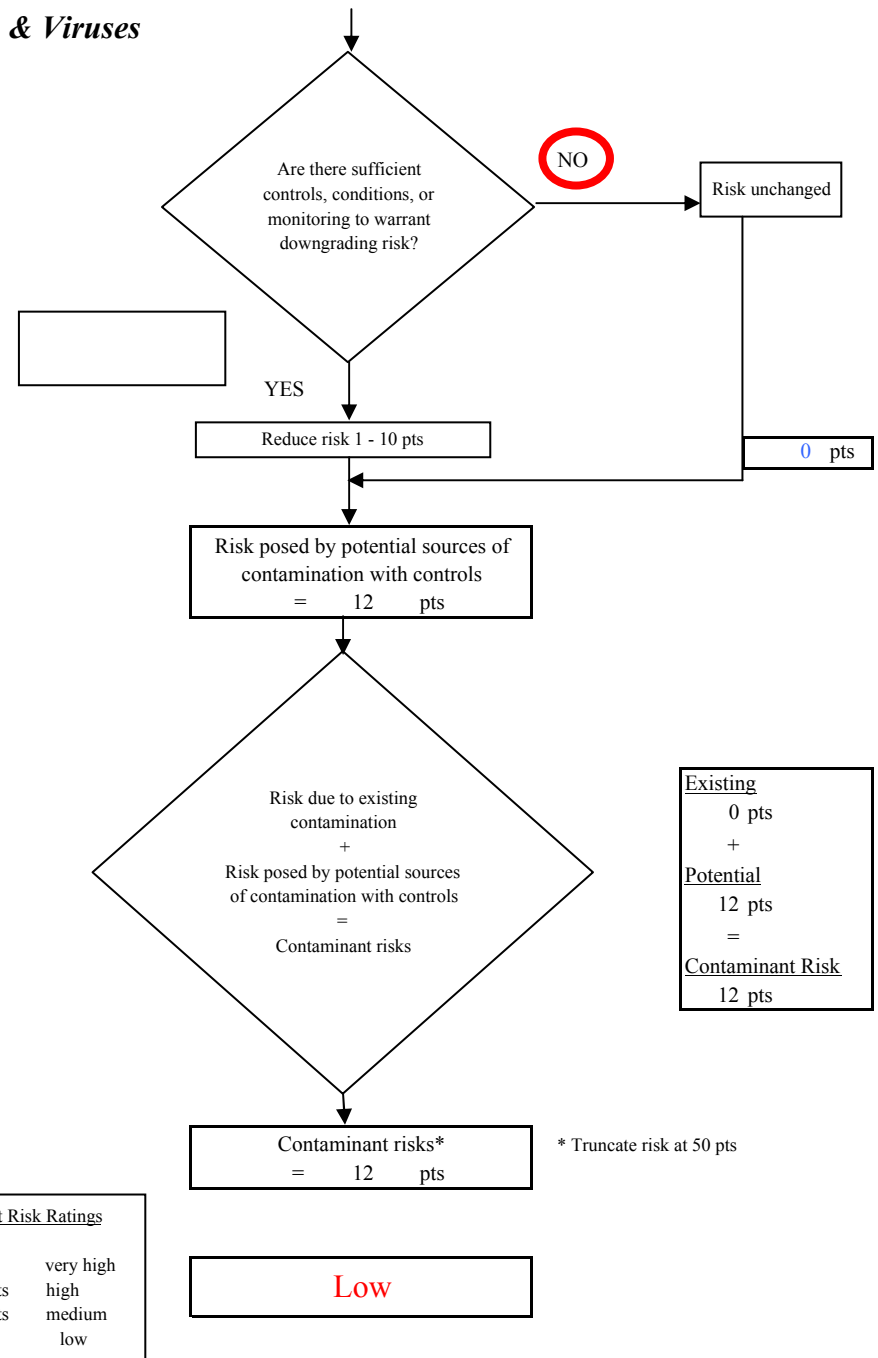 & Viruses
Are there sufficient
controls, conditions, or
monitoring to warrant
downgrading risk?
NO
Risk unchanged
YES
Reduce risk 1 - 10 pts
0 pts
Risk posed by potential sources of
contamination with controls
= 12 pts
Risk due to existing
contamination
+
Risk posed by potential sources
of contamination with controls
=
Contaminant risks
Existing
0 pts
+
Potential
12 pts
=
Contaminant Risk
12 pts
Contaminant risks*
= 12 pts
* Truncate risk at 50 pts
Risk Ratings
very high
high
medium
low
Low